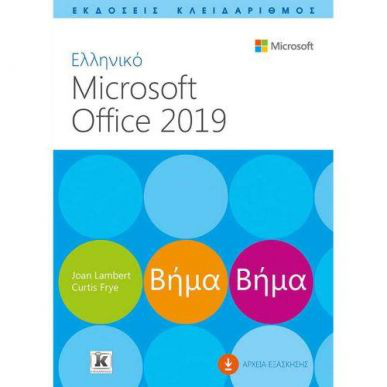 ΕΚΔΟΣΕΙΣ ΚΛΕΙΔΑΡΙΘΜΟΣ
Microsoft
Ελληνικό
Microsoft
Office 2019
Joan Lambert
Curtis Frye
Βήμα
Βήμα
Κ
ΑΡΧΕΙΑ ΕΞΑΣΚΗΣΗΣ